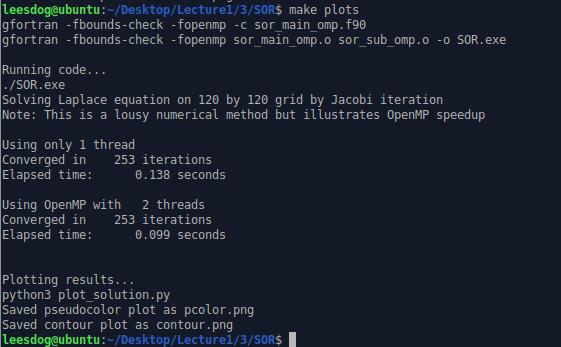 leesdog@ubuntu:~/Desktop/Lecture1/3/SOR$ make plots
gfortran -fbounds-check -fopenmp -c sor_main_omp.f90
gfortran -fbounds-check -fopenmp sor_main_omp.o sor_sub_omp.o -o SOR.exe
Running code...
./SOR.exe
Solving Laplace equation on 120 by 120 grid by Jacobi iteration
Note: This is a lousy numerical method but illustrates OpenMP speedup
Using only 1 thread
Converged in    253 iterations
Elapsed time:      0.138 seconds
Using OpenMP with   2 threads
Converged in    253 iterations
Elapsed time:      0.099 seconds
Plotting results...
python3 plot_solution.py
Saved pseudocolor plot as pcolor.png
Saved contour plot as contour.png
leesdog@ubuntu:~/Desktop/Lecture1/3/SOR$